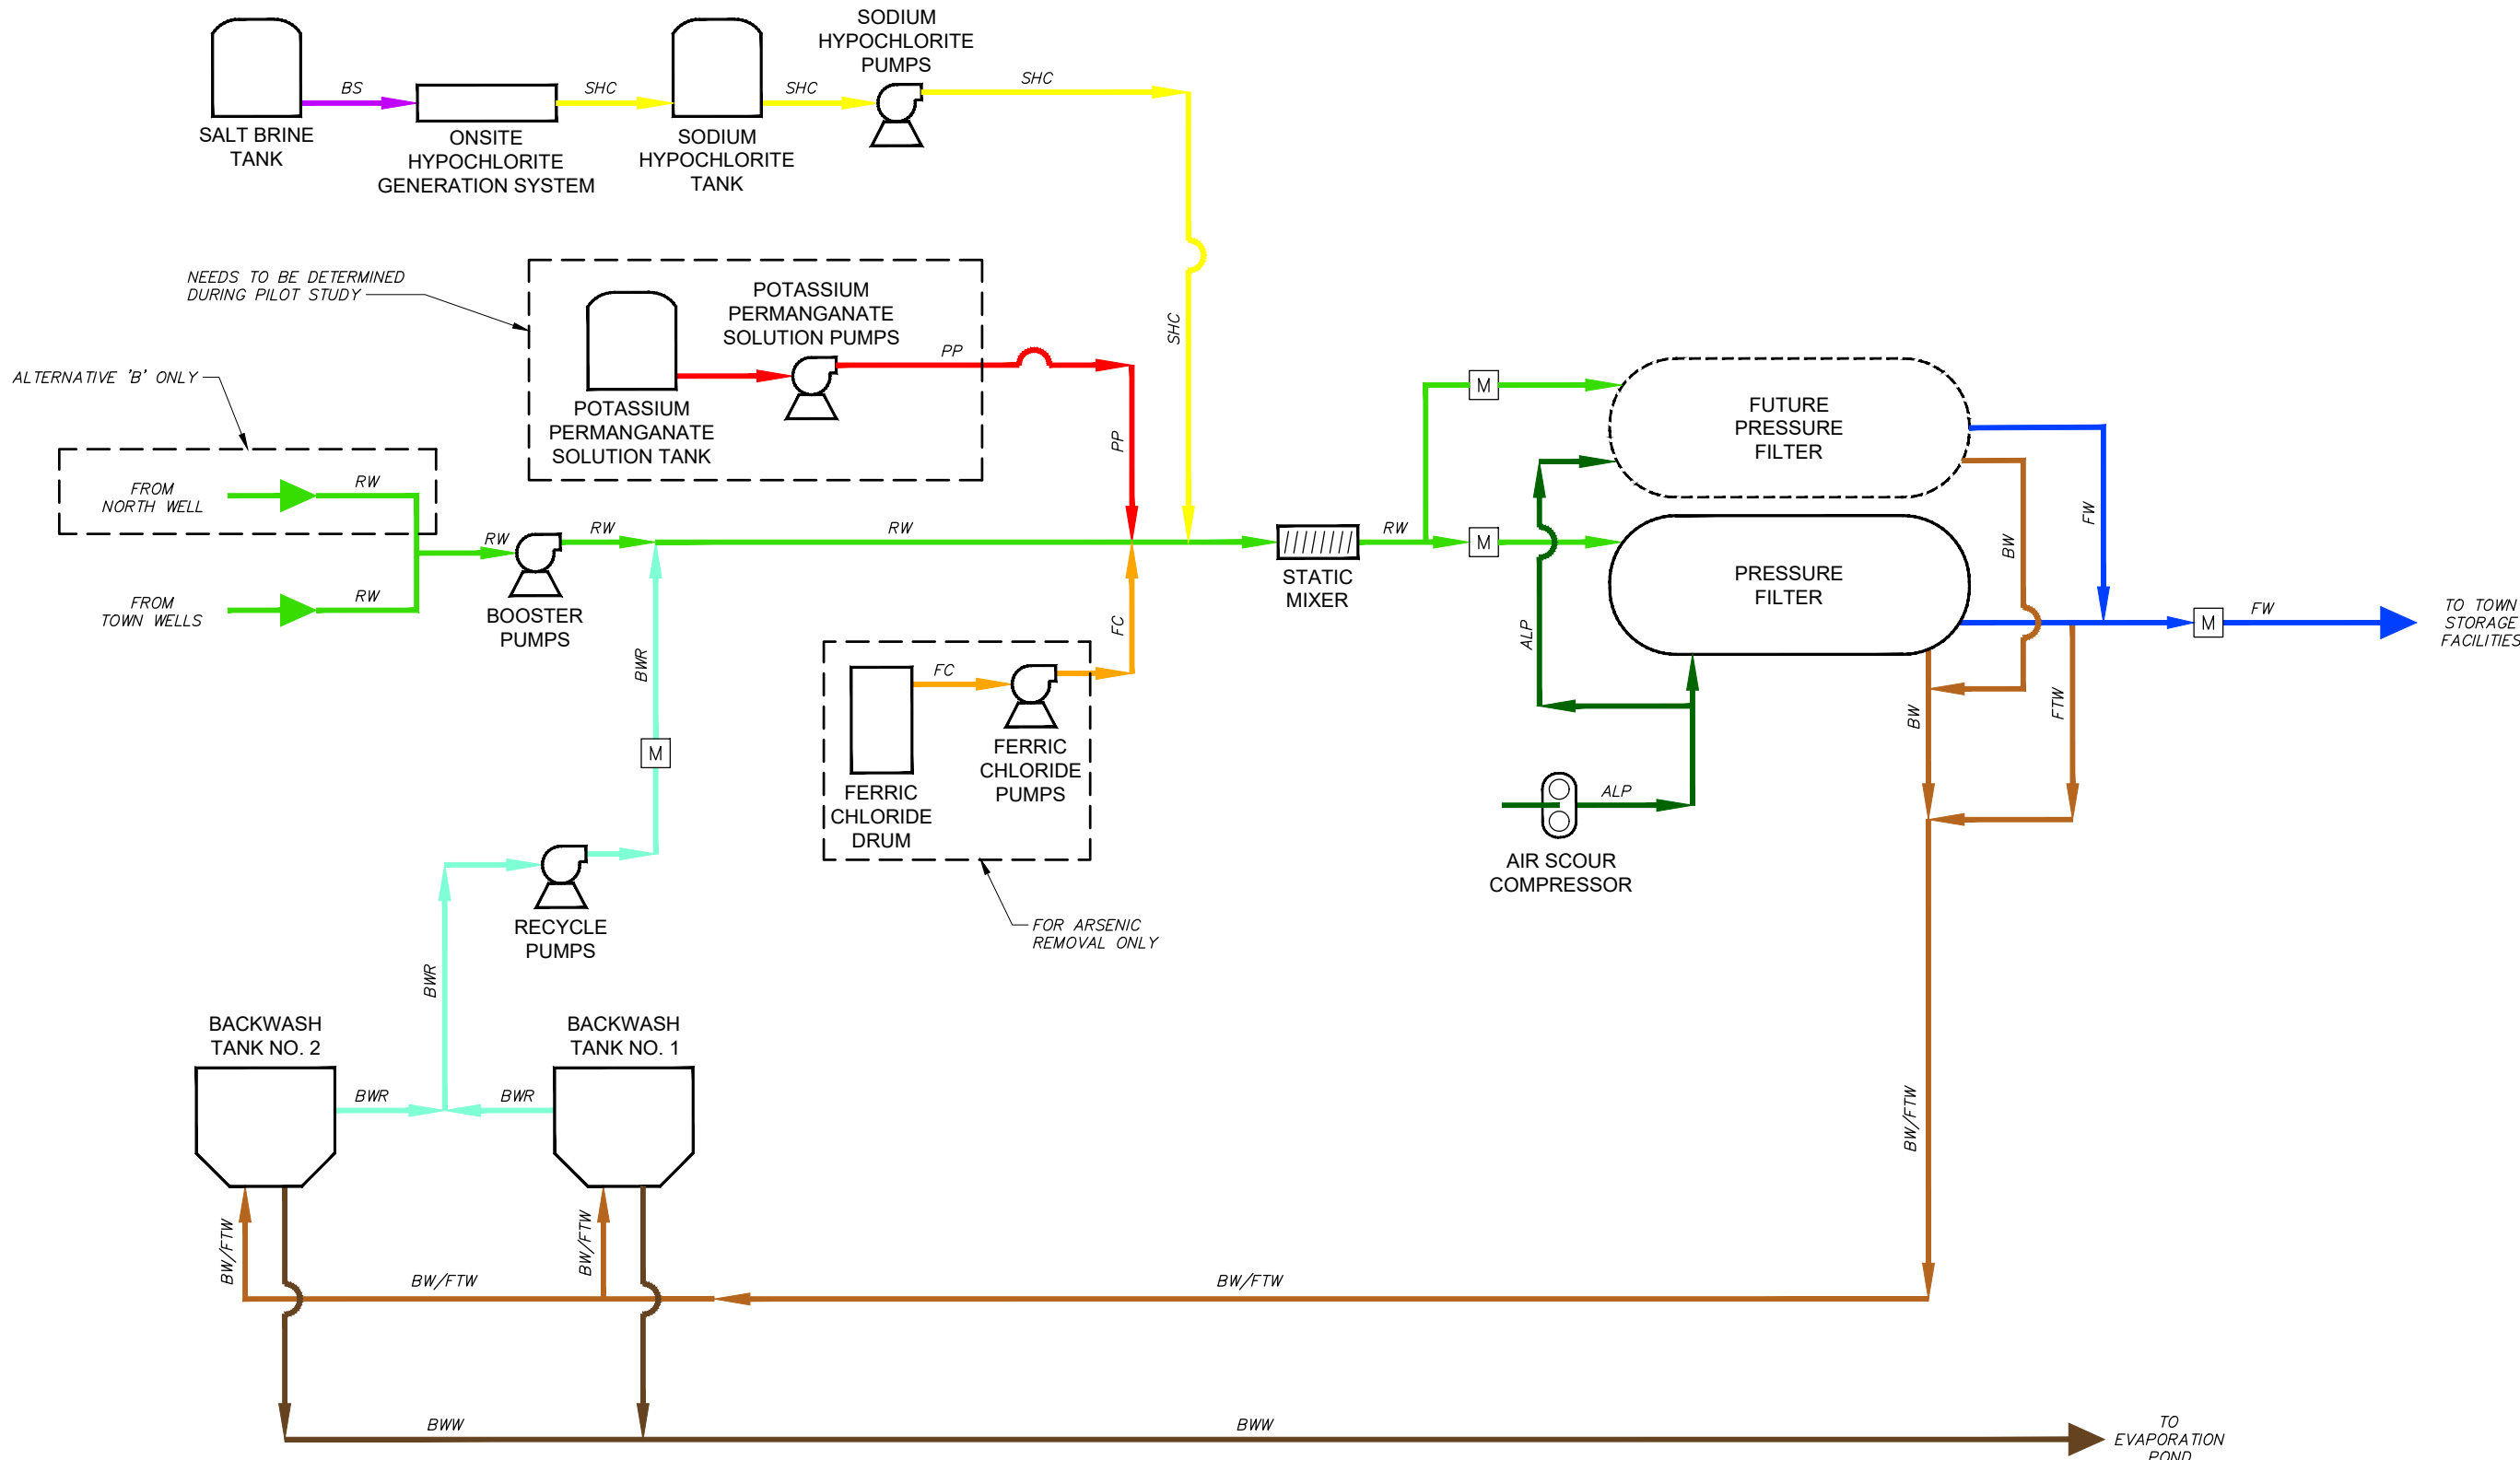 SODIUM
HYPOCHLORITE
PUMPS
BS
SHC
SHC
SHC
SALT BRINE
TANK
ONSITE
HYPOCHLORITE
GENERATION SYSTEM
SODIUM
HYPOCHLORITE
TANK
NEEDS TO BE DETERMINED
DURING PILOT STUDY
POTASSIUM
PERMANGANATE
SOLUTION PUMPS
PP
SHC
ALTERNATIVE 'B' ONLY
POTASSIUM
PERMANGANATE
SOLUTION TANK
PP
M
FUTURE
PRESSURE
FILTER
FROM
NORTH WELL
RW
RW
RW
RW
RW
M
FW
BW
FROM
TOWN WELLS
RW
BOOSTER
PUMPS
STATIC
MIXER
PRESSURE
FILTER
M
FW
TO TOWN
STORAGE
FACILITIES
BWR
FC
ALP
FC
M
FERRIC
CHLORIDE
PUMPS
FERRIC
CHLORIDE
DRUM
BW
FTW
ALP
AIR SCOUR
COMPRESSOR
RECYCLE
PUMPS
FOR ARSENIC
REMOVAL ONLY
BWR
BACKWASH
TANK NO. 2
BACKWASH
TANK NO. 1
BWR
BWR
BW/FTW
BW/FTW
BW/FTW
BW/FTW
BW/FTW
BWW
BWW
TO
EVAPORATION
POND